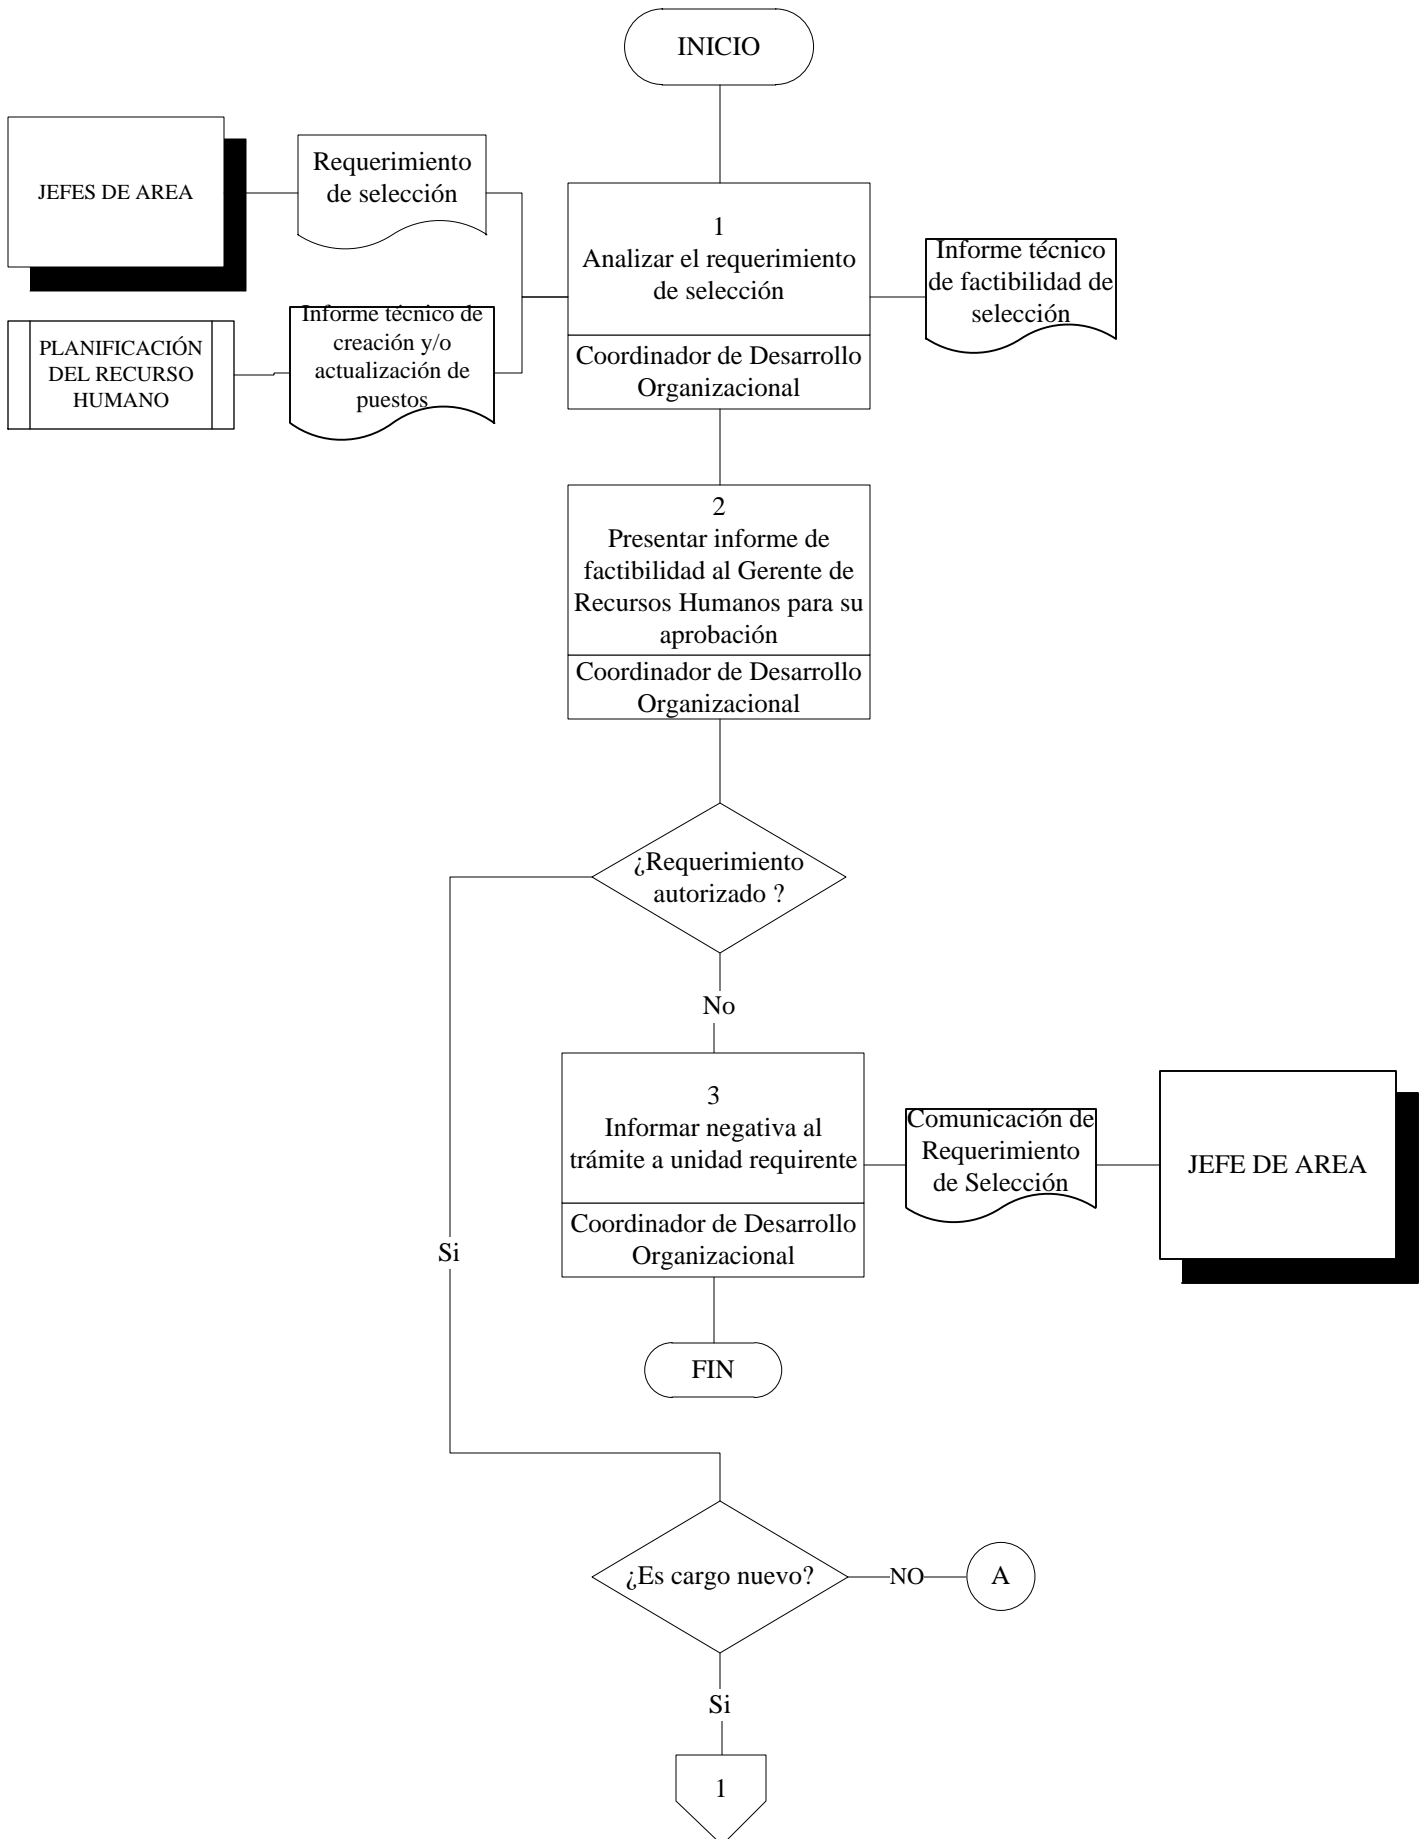 INICIO
JEFES DE AREA
Requerimiento
de selección
1
Analizar el requerimiento
de selección
Coordinador de Desarrollo
Organizacional
Informe técnico
de factibilidad de
selección
PLANIFICACIÓN
DEL RECURSO
HUMANO
Informe técnico de
creación y/o
actualización de
puestos
2
Presentar informe de
factibilidad al Gerente de
Recursos Humanos para su
aprobación
Coordinador de Desarrollo
Organizacional
¿Requerimiento
autorizado ?
No
3
Informar negativa al
trámite a unidad requirente
Coordinador de Desarrollo
Organizacional
Comunicación de
Requerimiento
de Selección
JEFE DE AREA
Si
FIN
¿Es cargo nuevo?
NO
A
Si
1